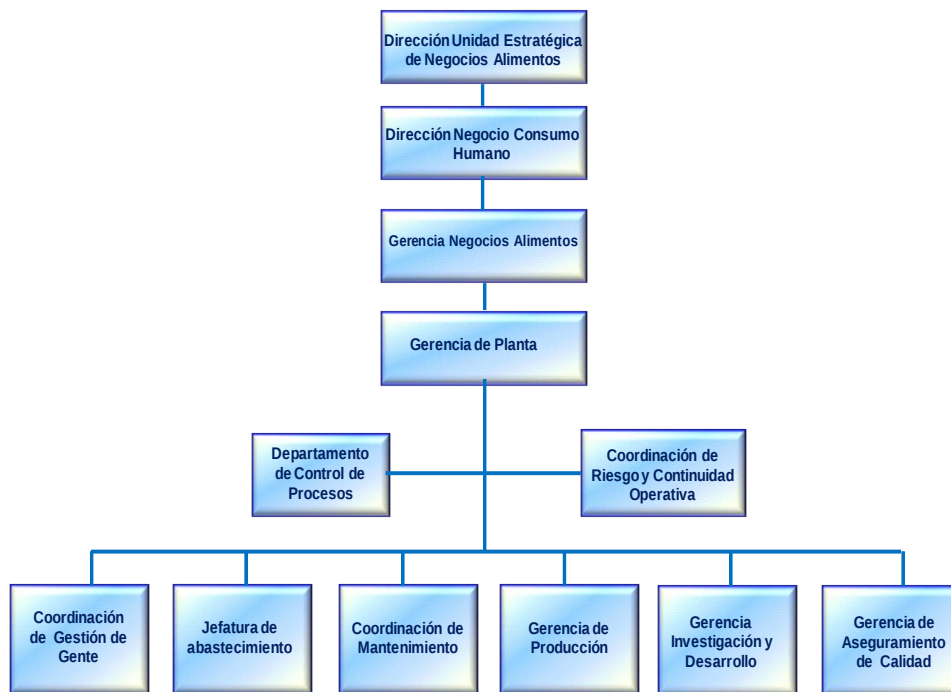 Dirección Unidad Estratégica
de Negocios Alimentos
Dirección Negocio Consumo
Humano
Gerencia Negocios Alimentos
Gerencia de Planta
Departamento
de Control de
Procesos
Coordinación de
Riesgo y Continuidad
Operativa
Coordinación
de Gestión de
Gente
Jefatura de
abastecimiento
Coordinación de
Mantenimiento
Gerencia de
Producción
Gerencia
Investigación y
Desarrollo
Gerencia de
Aseguramiento
de Calidad